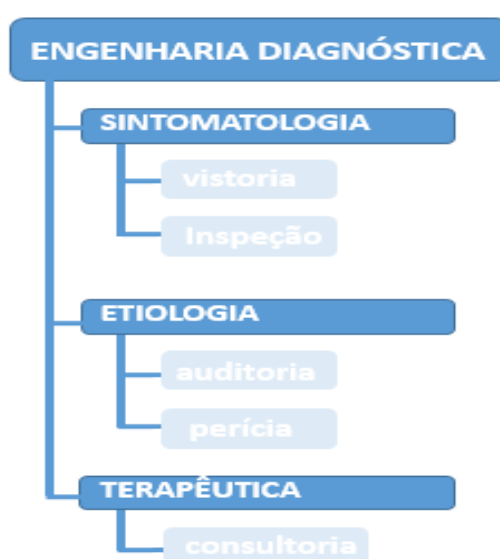 ENGENHARIA DIAGNÓSTICA
SINTOMATOLOGIA
vistoria
Inspeção
ETIOLOGIA
auditoria
perícia
TERAPÊUTICA
consultoria